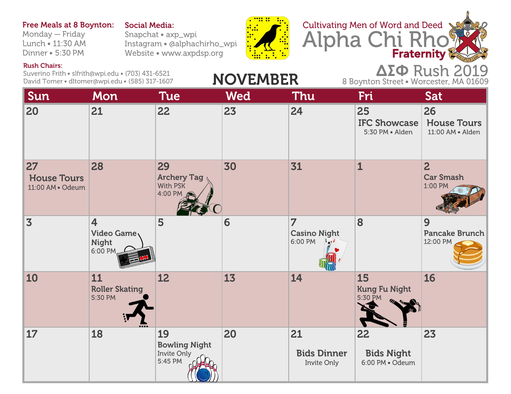 Free Meals at 8 Boynton:
Monday — Friday
Lunch • 11:30 AM
Dinner • 5:30 PM
Social Media:
Snapchat • axp_wpi
Instagram • @alphachirho_wpi
Website • www.axpdsp.org
Rush Chairs:
Suverino Frith • slfrith@wpi.edu • (703) 431-6521
David Tomer • dltomer@wpi.edu • (585) 317-1607
NOVEMBER
Cultivating Men of Word and Deed
Alpha Chi Rho
Fraternity
ΔΣΦ Rush 2019
8 Boynton Street • Worcester, MA 01609
Sun Mon Tue Wed Thu Fri Sat
20 21 22 23 24 25 26
IFC Showcase
5:30 PM • Alden
House Tours
11:00 AM • Alden
27 28 29 30 31 1 2
House Tours
11:00 AM • Odeum
Archery Tag
With PSK
4:00 PM
Car Smash
1:00 PM
3 4 5 6 7 8 9
Video Game
Night
6:00 PM
Casino Night
6:00 PM
Pancake Brunch
12:00 PM
10 11 12 13 14 15 16
Roller Skating
5:30 PM
Kung Fu Night
5:30 PM
17 18 19 20 21 22 23
Bowling Night
Invite Only
5:45 PM
Bids Dinner
Invite Only
Bids Night
6:00 PM • Odeum